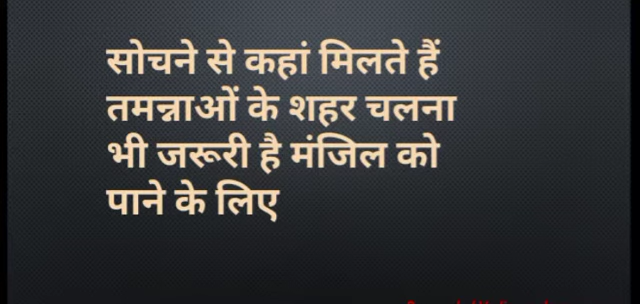 सोचने से कहां मिलते हैं
तमन्नाओं के शहर चलना
भी जरूरी है मंजिल को
पाने के लिए